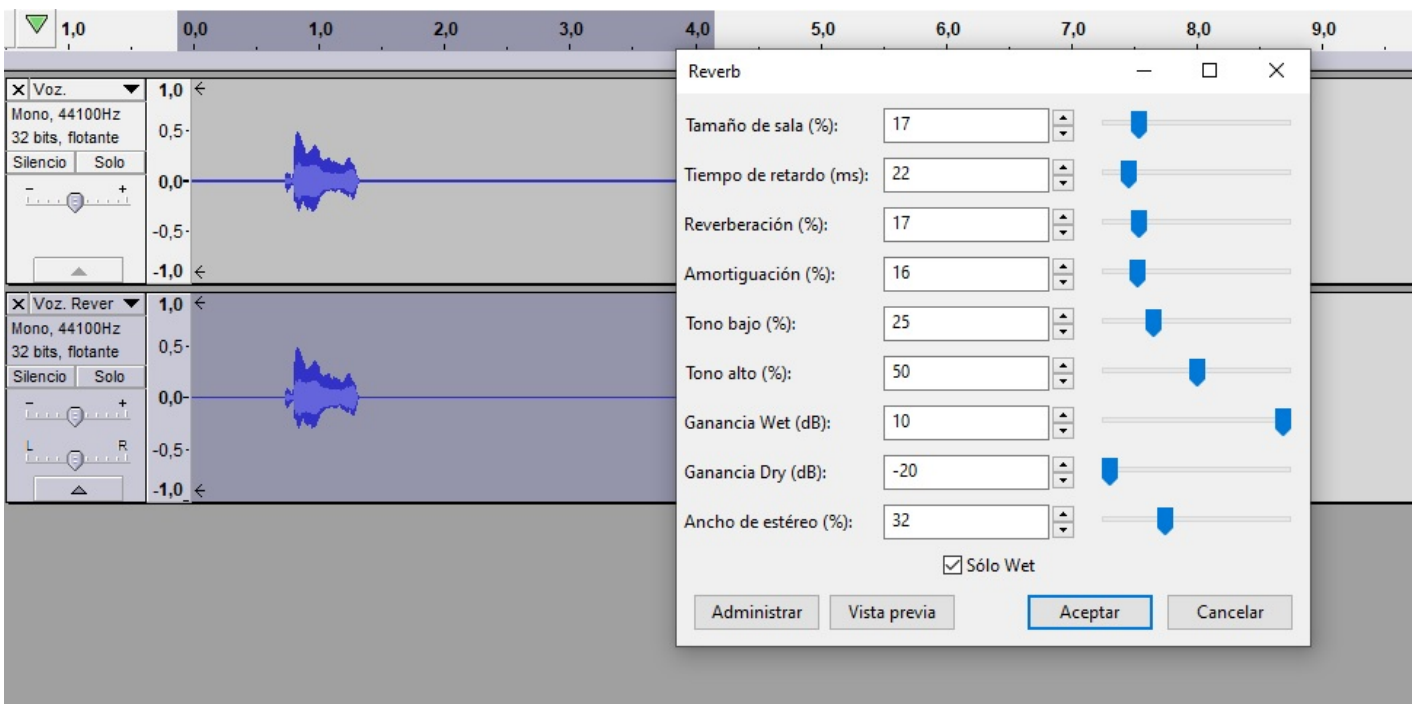 1,0 0,0 1,0 2,0 3,0 4,0 5,0 6,0 7,0 8,0 9,0
Voz.
Mono, 44100Hz
32 bits, flotante
Silencio Solo
- +
1,0
0,5
0,0
-0,5
-1,0
Voz. Rever
Mono, 44100Hz
32 bits, flotante
Silencio Solo
- +
L R
1,0
0,5
0,0
-0,5
-1,0
Reverb
Tamaño de sala (%): 17
Tiempo de retardo (ms): 22
Reverberación (%): 17
Amortiguación (%): 16
Tono bajo (%): 25
Tono alto (%): 50
Ganancia Wet (dB): 10
Ganancia Dry (dB): -20
Ancho de estéreo (%): 32
Sólo Wet
Administrar Vista previa Aceptar Cancelar